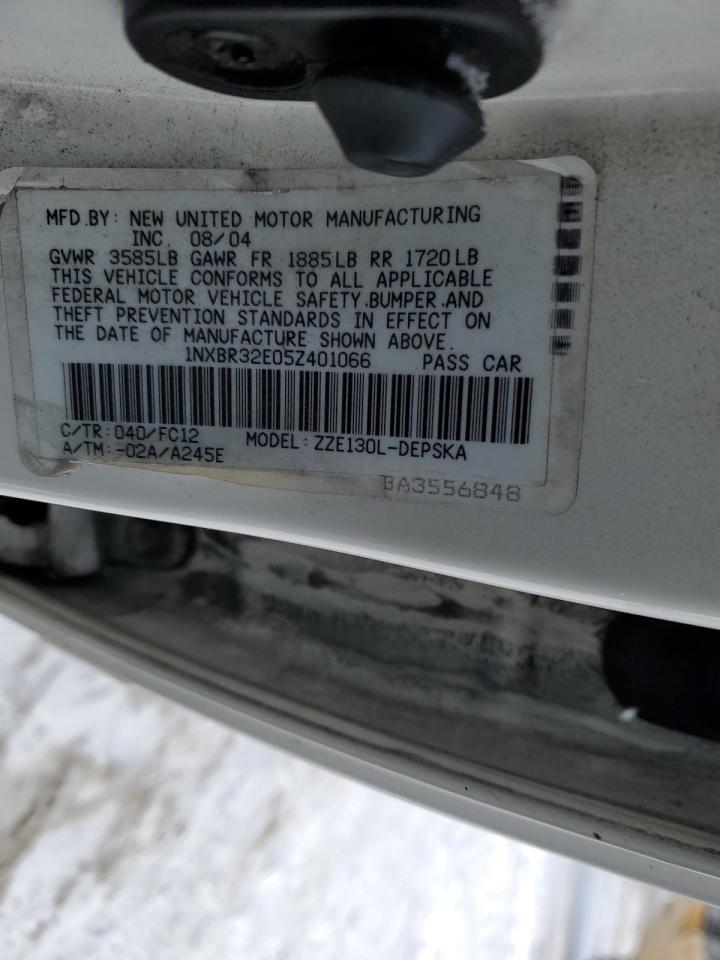 MFD.BY: NEW UNITED MOTOR MANUFACTURING
INC. 08/04
GVWR 3585LB GAWR FR 1885LB RR 1720LB
THIS VEHICLE CONFORMS TO ALL APPLICABLE
FEDERAL MOTOR VEHICLE SAFETY.BUMPER.AND
THEFT PREVENTION STANDARDS IN EFFECT ON
THE DATE OF MANUFACTURE SHOWN ABOVE.
1NXBR32E05Z401066 PASS CAR
C/TR:040/FC12 MODEL:ZZE130L-DEPSKA
A/TM:-02A/A245E
BA3556848